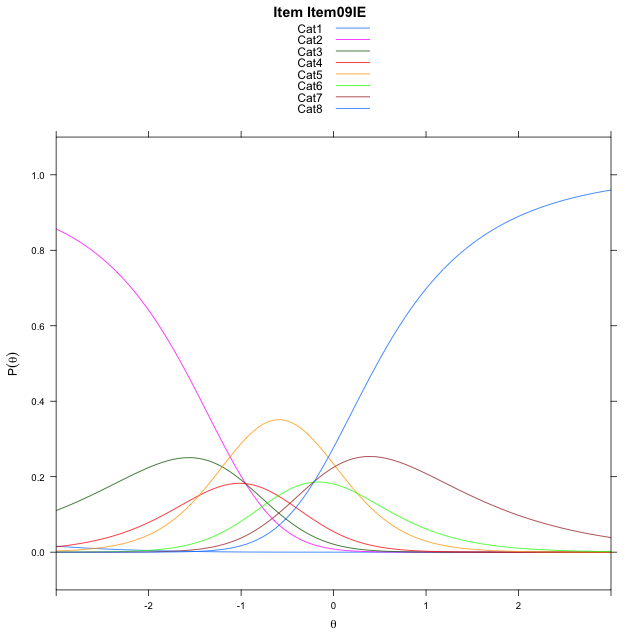 Item Item09IE
Cat1
Cat2
Cat3
Cat4
Cat5
Cat6
Cat7
Cat8
1.0
0.8
0.6
0.4
0.2
0.0
P(θ)
-2
-1
0
1
2
θ